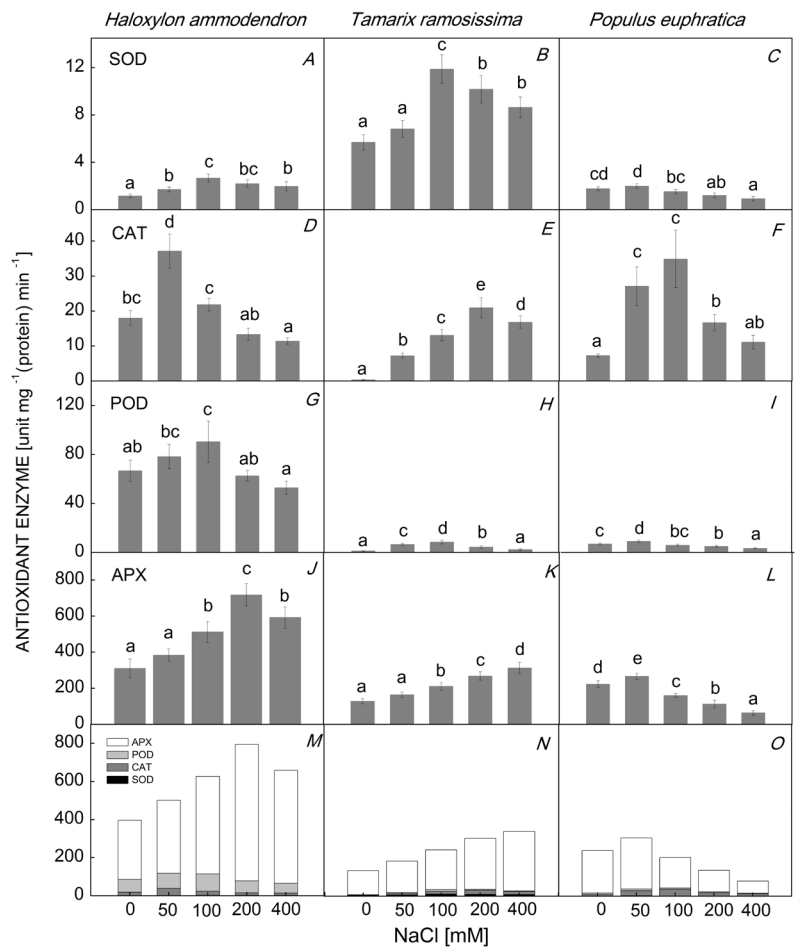 Haloxylon ammodendron Tamarix ramosissima Populus euphratica
SOD A B C
12
8
4
0
a b c bc b
a a c b b
cd d bc ab a
CAT D E F
40
30
20
10
0
bc d c ab a
a b c e d
a c c b ab
POD G H I
120
80
40
0
ab bc c ab a
a c d b a
c d bc b a
APX J K L
800
600
400
200
0
a a b c b
a a b c d
d e c b a
M N O
APX
POD
CAT
SOD
800
600
400
200
0
0 50 100 200 400 0 50 100 200 400 0 50 100 200 400
NaCl [mM]
ANTIOXIDANT ENZYME [unit mg -1 (protein) min -1]